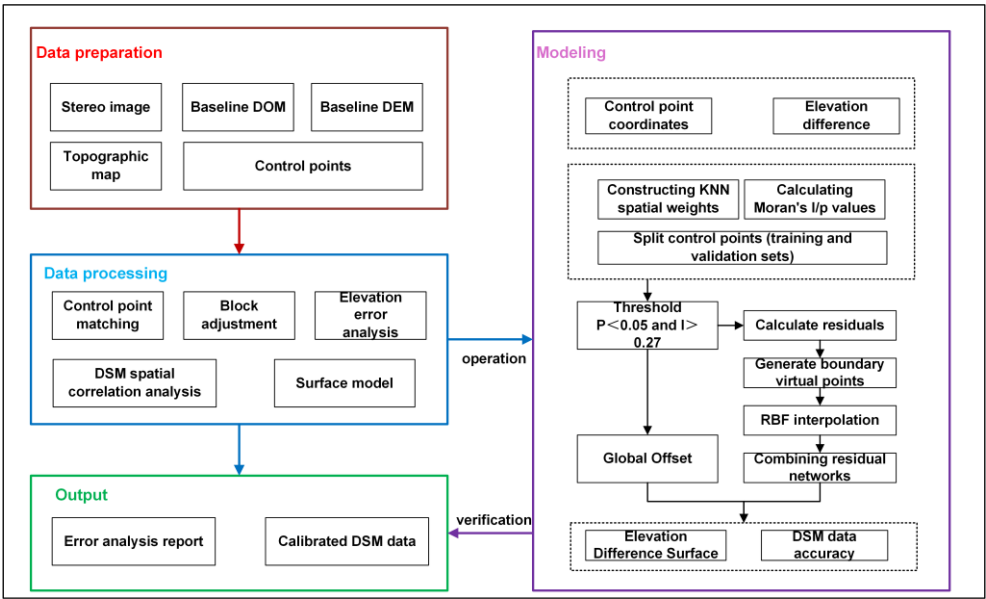 Data preparation
Stereo image
Baseline DOM
Baseline DEM
Topographic
map
Control points
Data processing
Control point
matching
Block
adjustment
Elevation
error
analysis
DSM spatial
correlation analysis
Surface model
Output
Error analysis report
Calibrated DSM data
operation
verification
Modeling
Control point
coordinates
Elevation
difference
Constructing KNN
spatial weights
Calculating
Moran's I/p values
Split control points (training and
validation sets)
Threshold
P＜0.05 and I＞
0.27
Calculate residuals
Generate boundary
virtual points
RBF interpolation
Global Offset
Combining residual
networks
Elevation
Difference Surface
DSM data
accuracy